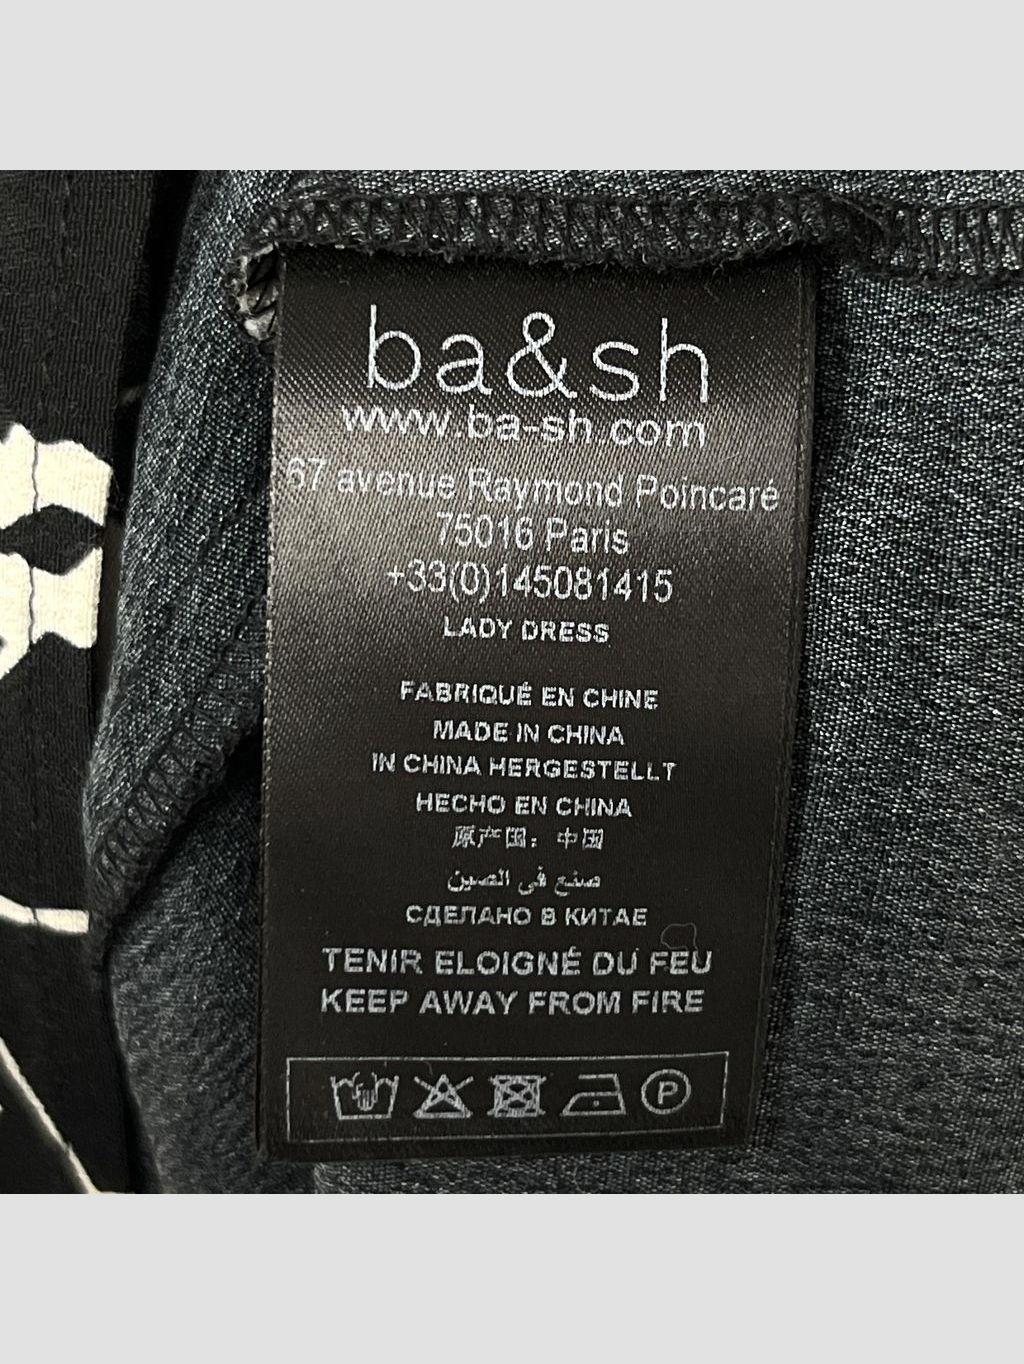 ba&sh
www.ba-sh.com
67 avenue Raymond Poincaré
75016 Paris
+33(0)145081415
LADY DRESS
FABRIQUÉ EN CHINE
MADE IN CHINA
IN CHINA HERGESTELLT
HECHO EN CHINA
原产国：中国
صنع في الصين
СДЕЛАНО В КИТАЕ
TENIR ELOIGNÉ DU FEU
KEEP AWAY FROM FIRE
P